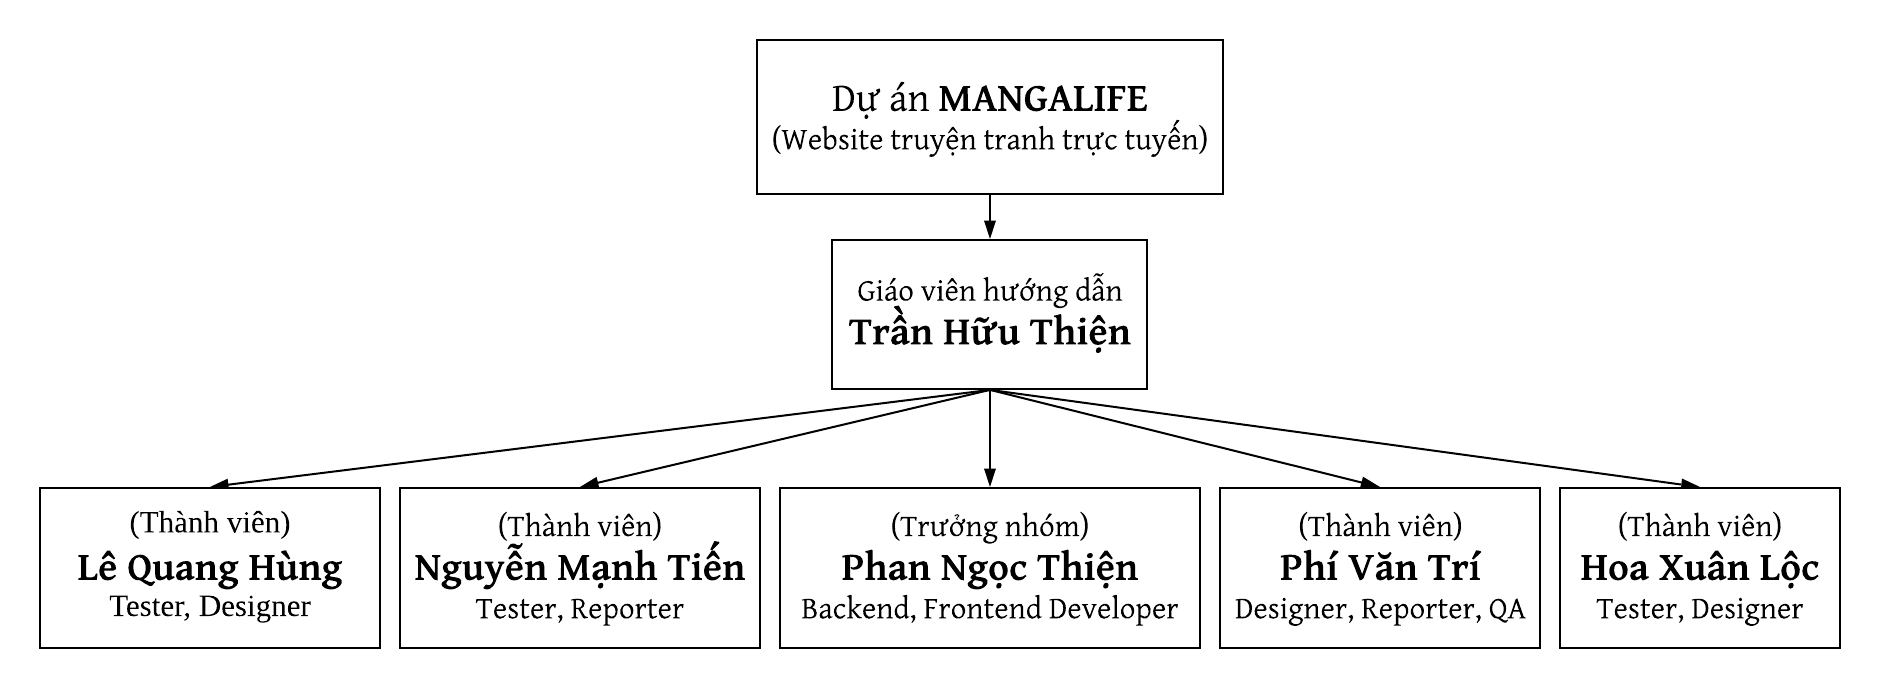 Dự án MANGALIFE
(Website truyện tranh trực tuyến)
Giáo viên hướng dẫn
Trần Hữu Thiện
(Thành viên)
Lê Quang Hùng
Tester, Designer
(Thành viên)
Nguyễn Mạnh Tiến
Tester, Reporter
(Trưởng nhóm)
Phan Ngọc Thiện
Backend, Frontend Developer
(Thành viên)
Phí Văn Trí
Designer, Reporter, QA
(Thành viên)
Hoa Xuân Lộc
Tester, Designer